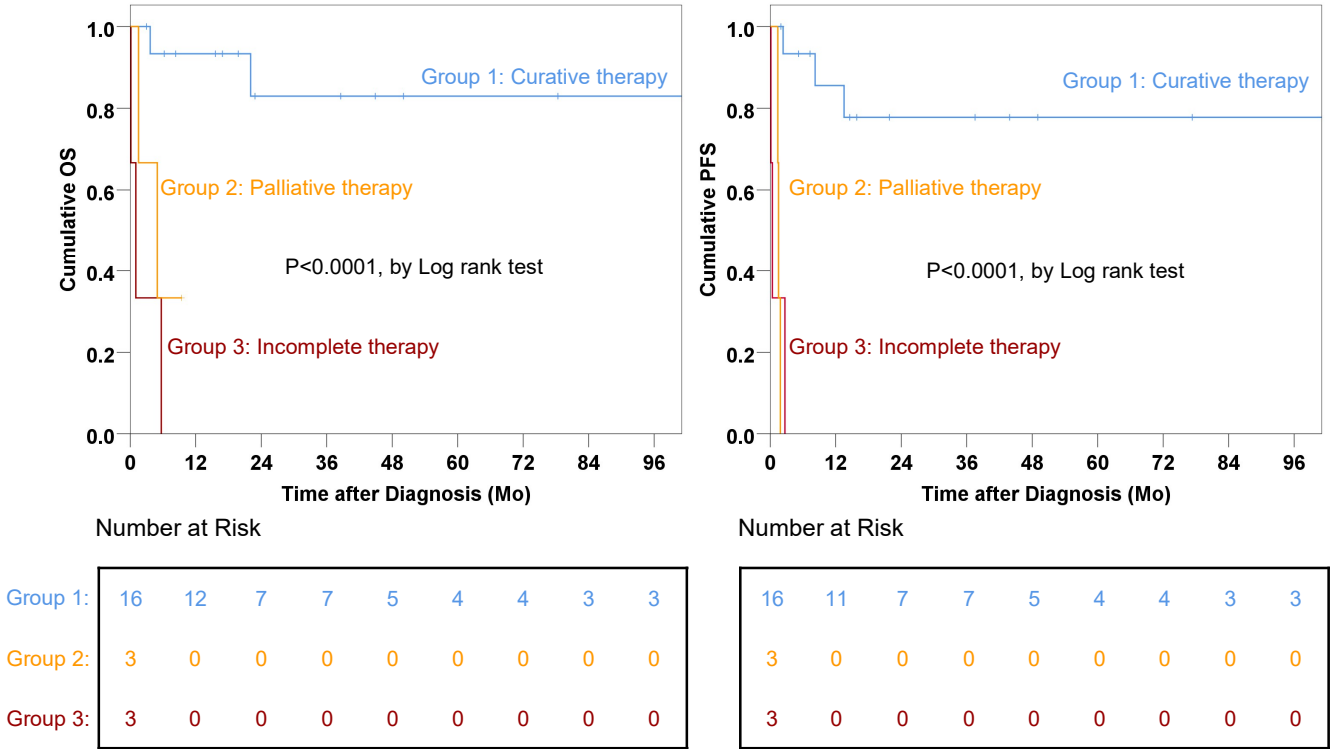 Cumulative OS
1.0
0.8
0.6
0.4
0.2
0.0
Group 1: Curative therapy
Group 2: Palliative therapy
P<0.0001, by Log rank test
Group 3: Incomplete therapy
0 12 24 36 48 60 72 84 96
Time after Diagnosis (Mo)
Cumulative PFS
1.0
0.8
0.6
0.4
0.2
0.0
Group 1: Curative therapy
Group 2: Palliative therapy
P<0.0001, by Log rank test
Group 3: Incomplete therapy
0 12 24 36 48 60 72 84 96
Time after Diagnosis (Mo)
Number at Risk
Number at Risk
Group 1: 16 12 7 7 5 4 4 3 3
Group 2: 3 0 0 0 0 0 0 0 0
Group 3: 3 0 0 0 0 0 0 0 0
16 11 7 7 5 4 4 3 3
3 0 0 0 0 0 0 0 0
3 0 0 0 0 0 0 0 0